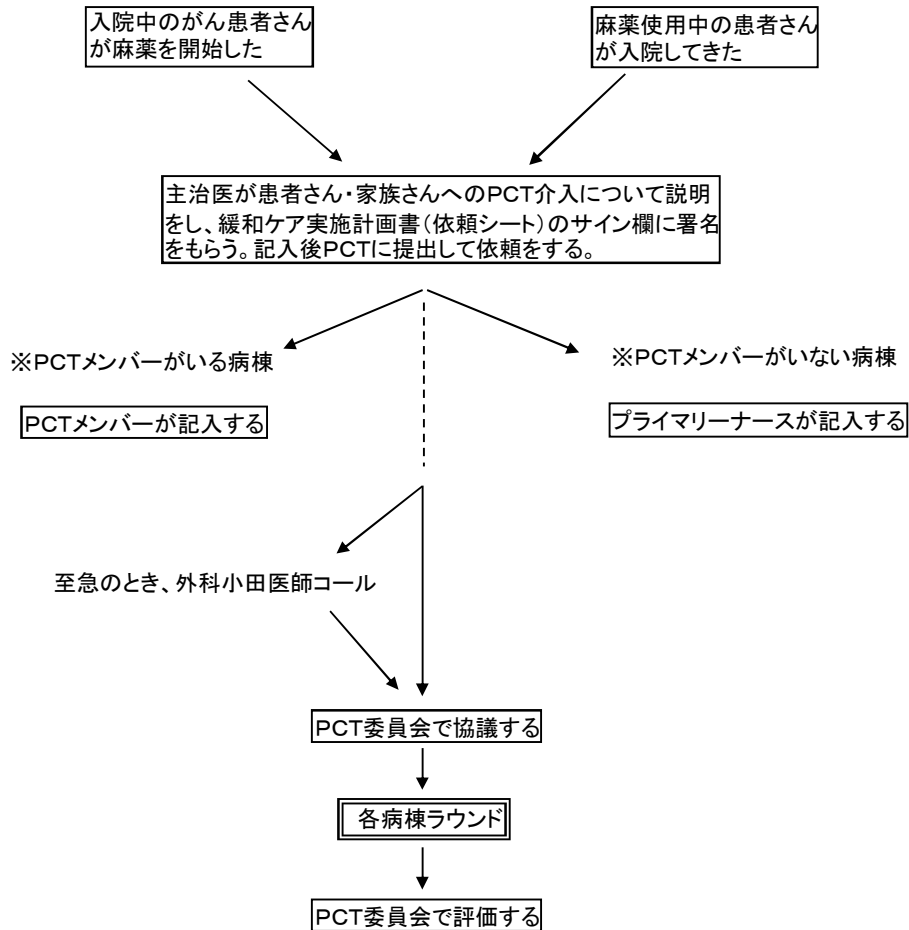 入院中のがん患者さん
が麻薬を開始した
麻薬使用中の患者さん
が入院してきた
主治医が患者さん・家族さんへのPCT介入について説明
をし、緩和ケア実施計画書(依頼シート)のサイン欄に署名
をもらう。記入後PCTに提出して依頼をする。
※PCTメンバーがいる病棟
※PCTメンバーがいない病棟
PCTメンバーが記入する
プライマリーナースが記入する
至急のとき、外科小田医師コール
PCT委員会で協議する
各病棟ラウンド
PCT委員会で評価する